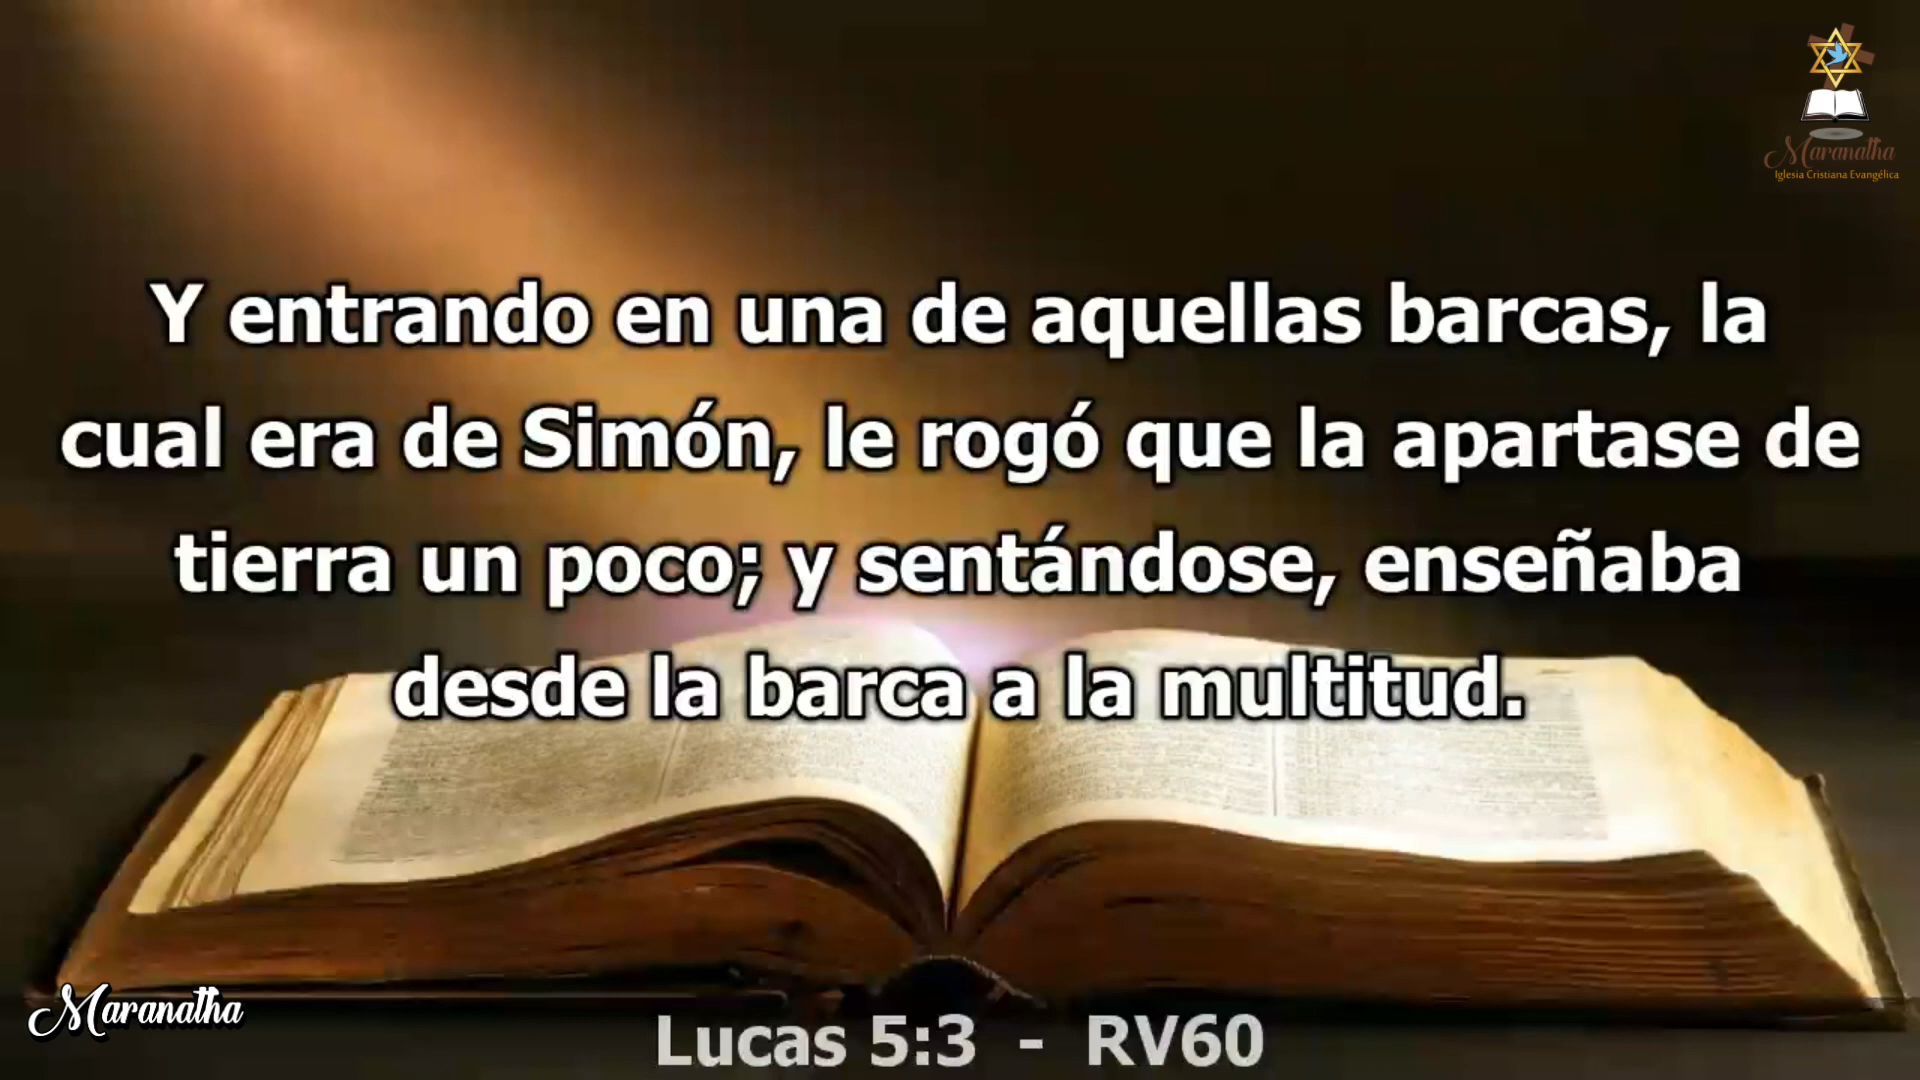 Maranatha
Iglesia Cristiana Evangélica
Y entrando en una de aquellas barcas, la
cual era de Simón, le rogó que la apartase de
tierra un poco; y sentándose, enseñaba
desde la barca a la multitud.
Maranatha
Lucas 5:3 - RV60